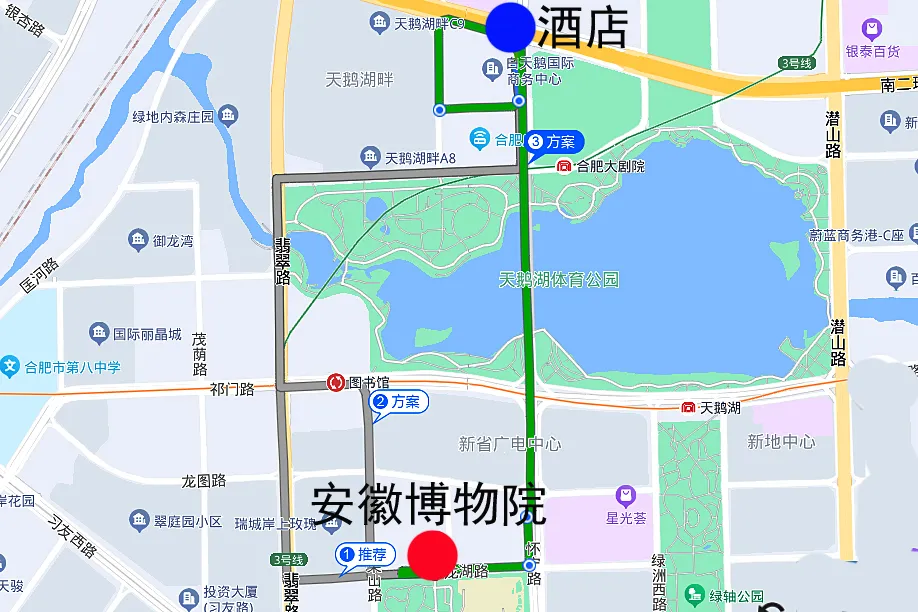 银杏路
天鹅湖畔C9
酒店
银泰百货
3号线
南二环
天鹅湖畔
白天鹅国际
商务中心
绿地内森庄园
合肥
3 方案
潜山路
天鹅湖畔A8
合肥大剧院
御龙湾
翡翠路
蔚蓝商务港-C座
匡河路
天鹅湖体育公园
国际丽晶城
茂荫路
潜山路
合肥市第八中学
祁门路
图书馆
2 方案
天鹅湖
新省广电中心
新地中心
龙图路
安徽博物院
岸花园
翠庭园小区
瑞城岸上玫瑰
星光荟
习友西路
3号线
1 推荐
怀
路
龙湖路
翡翠路
绿洲西路
天骏
投资大厦
(习友路)
绿轴公园